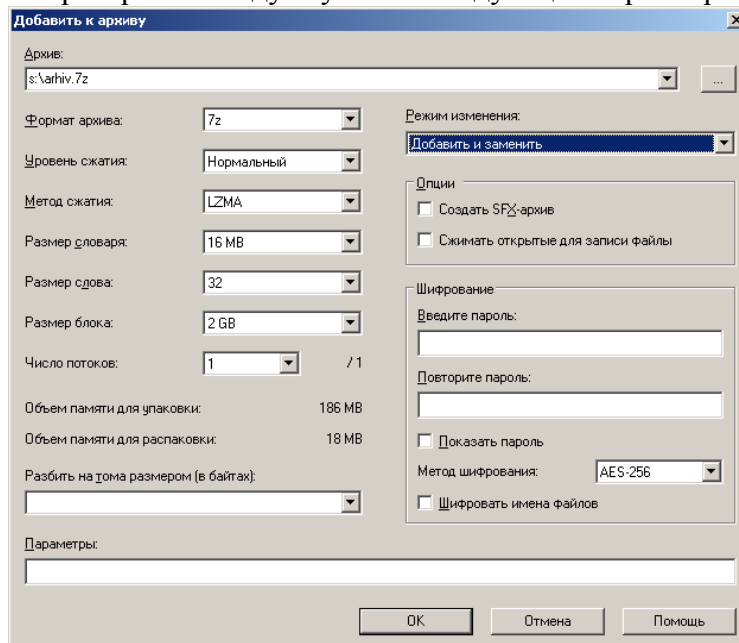 Добавить к архиву
Архив:
s:\arhiv.7z
...
Формат архива:
7z
Уровень сжатия:
Нормальный
Метод сжатия:
LZMA
Размер словаря:
16 MB
Размер слова:
32
Размер блока:
2 GB
Число потоков:
1
/ 1
Объем памяти для упаковки:
186 MB
Объем памяти для распаковки:
18 MB
Разбить на тома размером (в байтах):
Режим изменения:
Добавить и заменить
Опции
Создать SFX-архив
Сжимать открытые для записи файлы
Шифрование
Введите пароль:
Повторите пароль:
Показать пароль
Метод шифрования:
AES-256
Шифровать имена файлов
Параметры:
OK
Отмена
Помощь